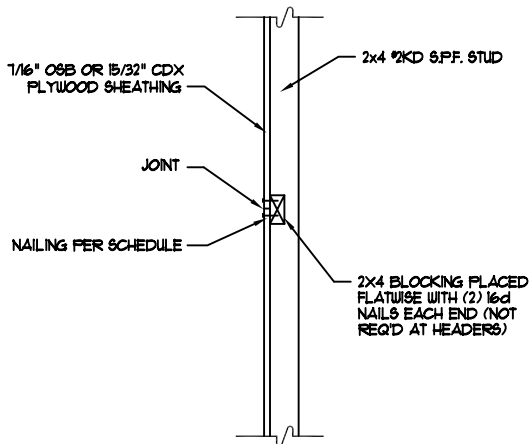 2x4 #2KD S.P.F. STUD
7/16" OSB OR 15/32" CDX
PLYWOOD SHEATHING
JOINT
NAILING PER SCHEDULE
2X4 BLOCKING PLACED
FLATWISE WITH (2) 16d
NAILS EACH END (NOT
REQ'D AT HEADERS)